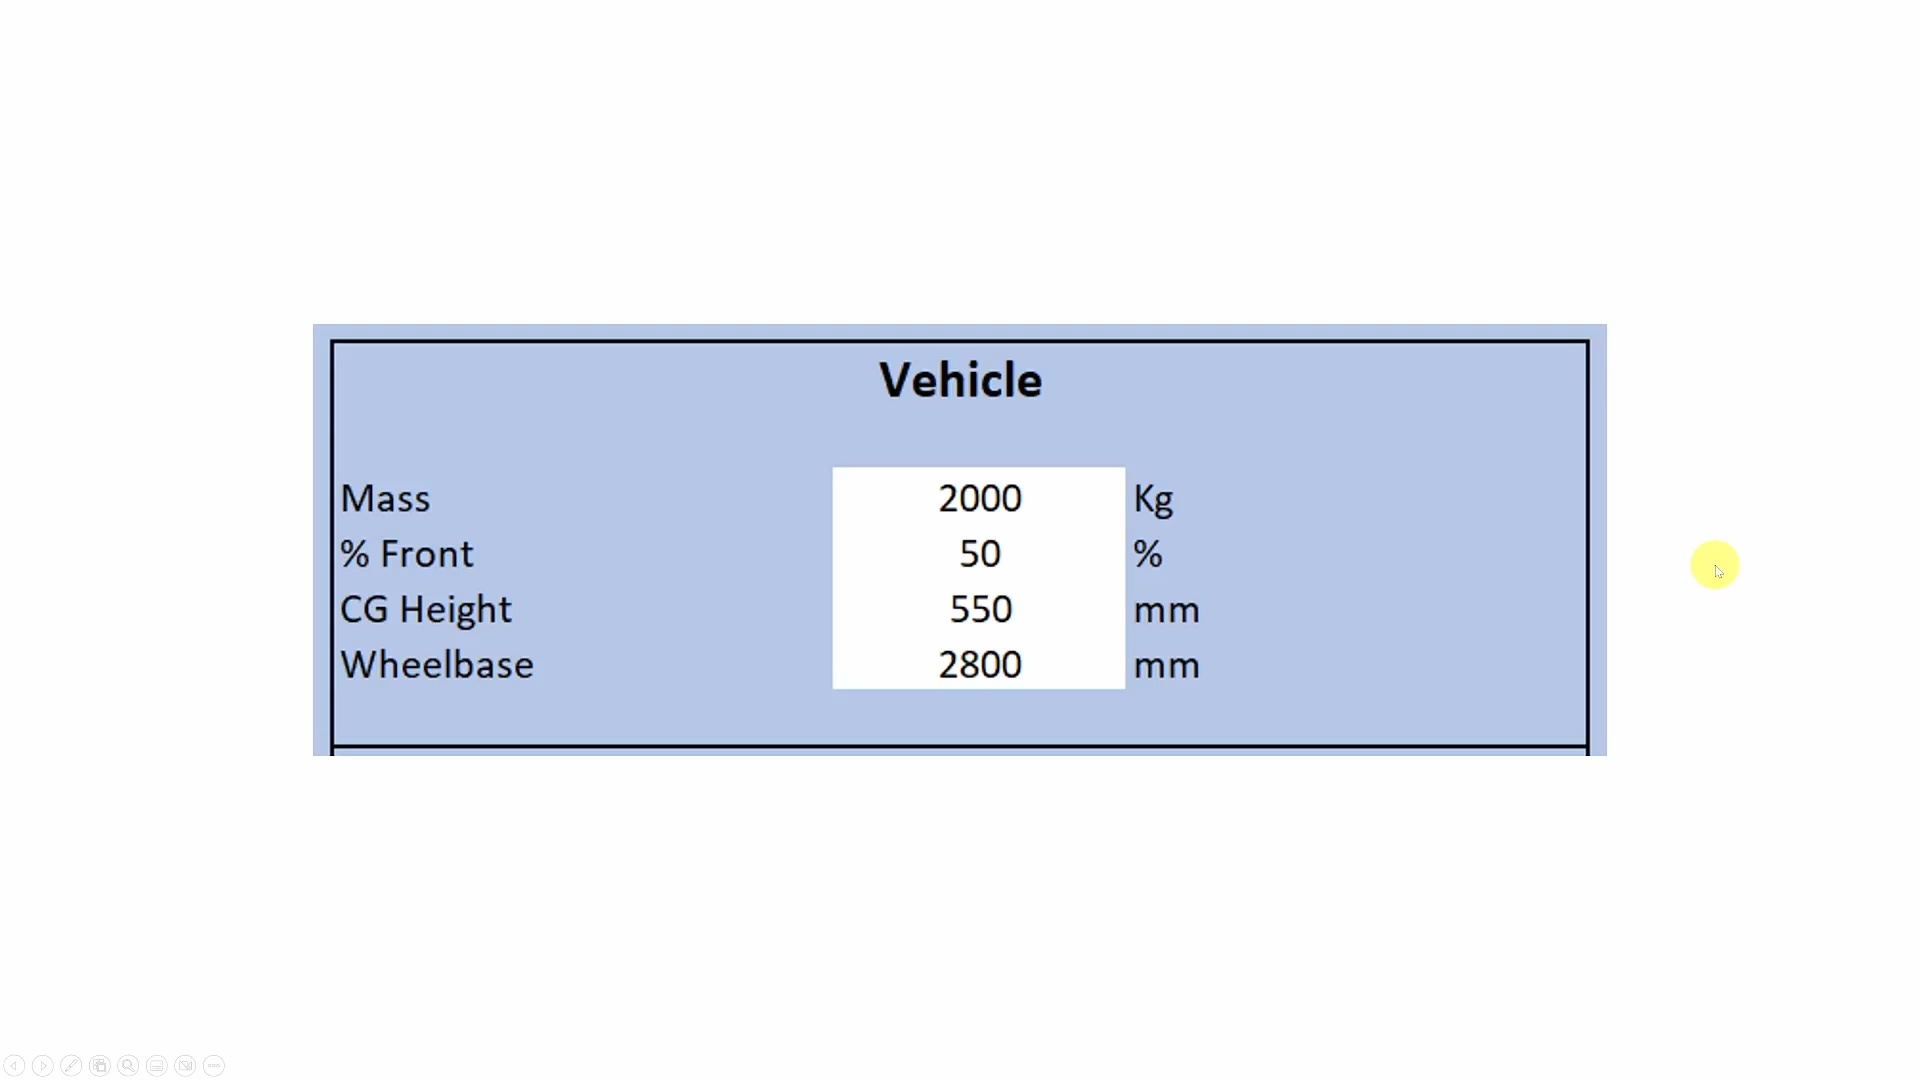 Vehicle
Mass 2000 Kg
% Front 50 %
CG Height 550 mm
Wheelbase 2800 mm